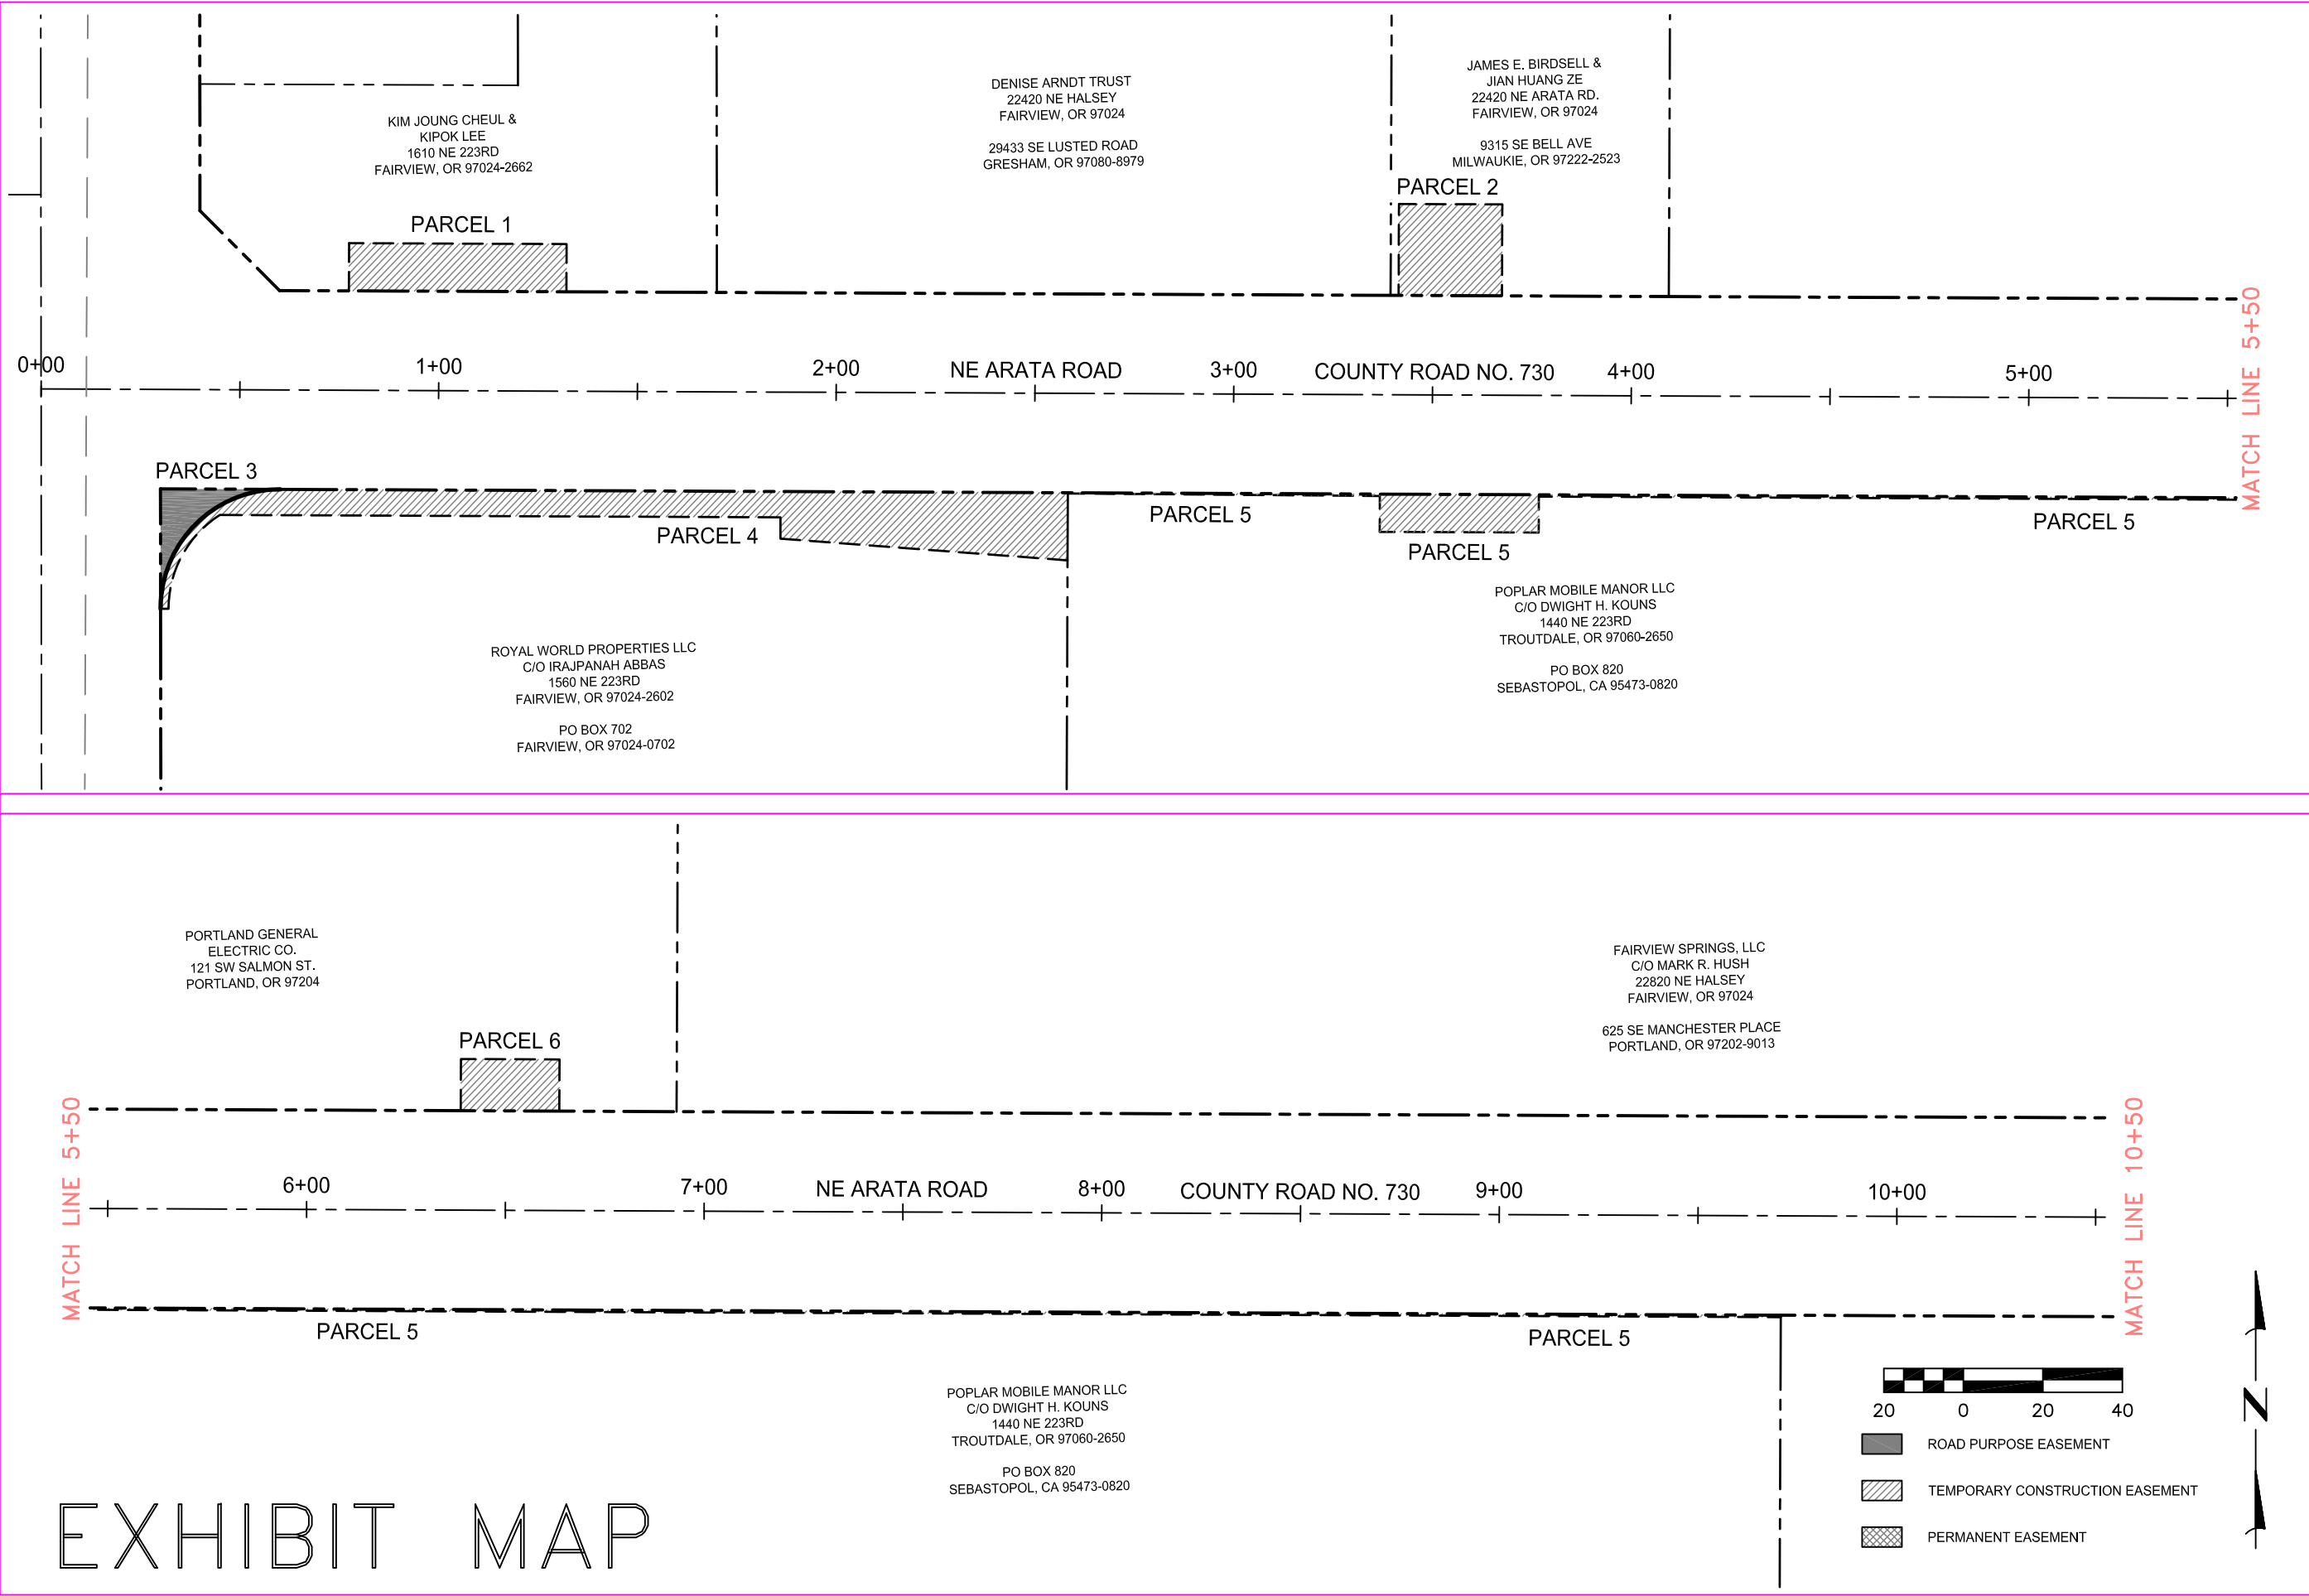 KIM JOUNG CHEUL &
KIPOK LEE
1610 NE 223RD
FAIRVIEW, OR 97024-2662
PARCEL 1
DENISE ARNDT TRUST
22420 NE HALSEY
FAIRVIEW, OR 97024
29433 SE LUSTED ROAD
GRESHAM, OR 97080-8979
JAMES E. BIRDSELL &
JIAN HUANG ZE
22420 NE ARATA RD.
FAIRVIEW, OR 97024
9315 SE BELL AVE
MILWAUKIE, OR 97222-2523
PARCEL 2
0+00
1+00
2+00
NE ARATA ROAD
3+00
COUNTY ROAD NO. 730
4+00
5+00
MATCH LINE 5+50
PARCEL 3
PARCEL 4
PARCEL 5
PARCEL 5
PARCEL 5
ROYAL WORLD PROPERTIES LLC
C/O IRAJPANAH ABBAS
1560 NE 223RD
FAIRVIEW, OR 97024-2602
PO BOX 702
FAIRVIEW, OR 97024-0702
POPLAR MOBILE MANOR LLC
C/O DWIGHT H. KOUNS
1440 NE 223RD
TROUTDALE, OR 97060-2650
PO BOX 820
SEBASTOPOL, CA 95473-0820
PORTLAND GENERAL
ELECTRIC CO.
121 SW SALMON ST.
PORTLAND, OR 97204
PARCEL 6
FAIRVIEW SPRINGS, LLC
C/O MARK R. HUSH
22820 NE HALSEY
FAIRVIEW, OR 97024
625 SE MANCHESTER PLACE
PORTLAND, OR 97202-9013
MATCH LINE 5+50
6+00
7+00
NE ARATA ROAD
8+00
COUNTY ROAD NO. 730
9+00
10+00
MATCH LINE 10+50
PARCEL 5
PARCEL 5
POPLAR MOBILE MANOR LLC
C/O DWIGHT H. KOUNS
1440 NE 223RD
TROUTDALE, OR 97060-2650
PO BOX 820
SEBASTOPOL, CA 95473-0820
20 0 20 40
N
ROAD PURPOSE EASEMENT
TEMPORARY CONSTRUCTION EASEMENT
PERMANENT EASEMENT
EXHIBIT MAP